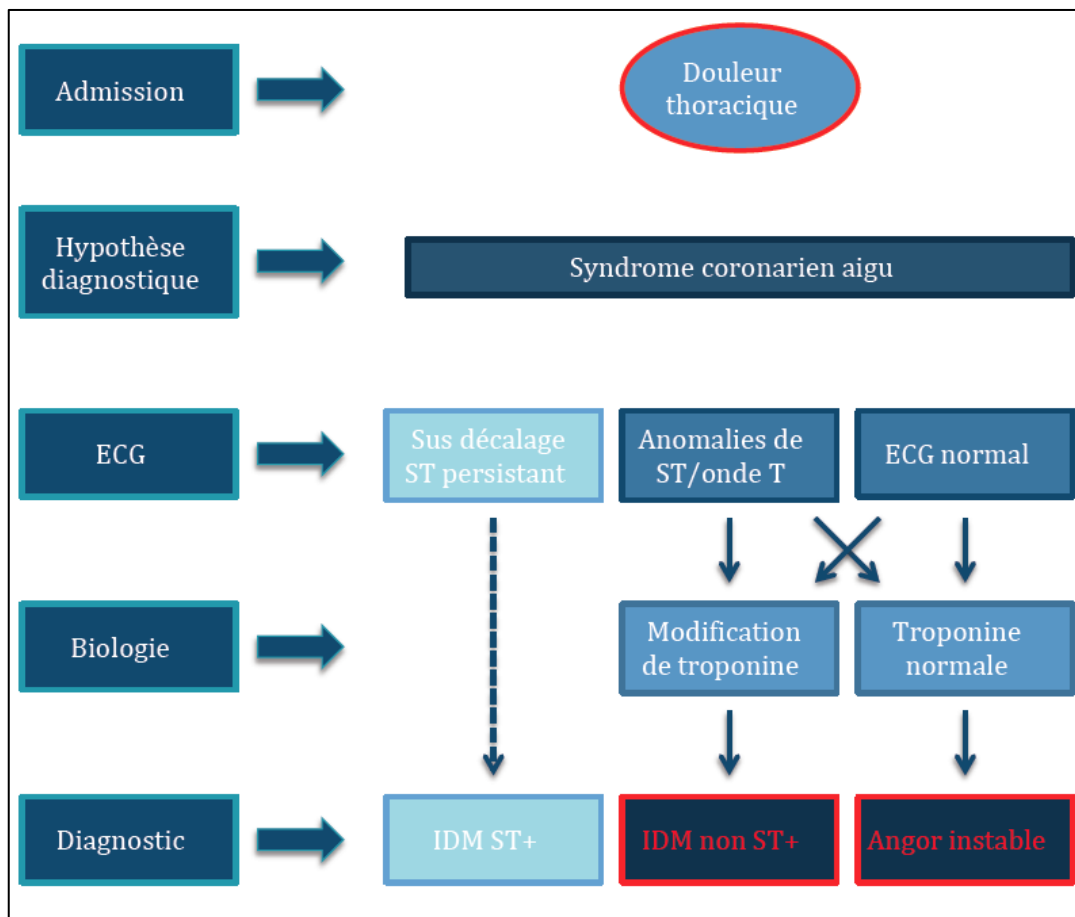 Admission
Douleur
thoracique
Hypothèse
diagnostique
Syndrome coronarien aigu
ECG
Sus décalage
ST persistant
Anomalies de
ST/onde T
ECG normal
Biologie
Modification
de troponine
Troponine
normale
Diagnostic
IDM ST+
IDM non ST+
Angor instable